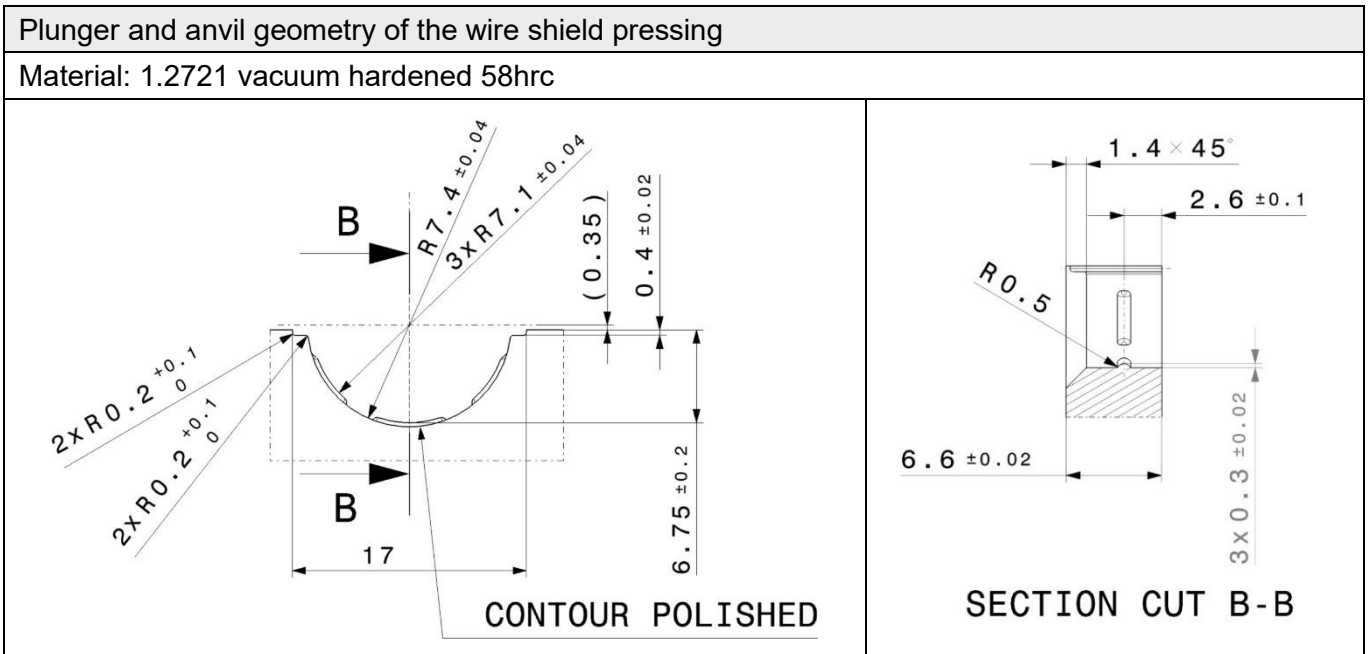 Plunger and anvil geometry of the wire shield pressing
Material: 1.2721 vacuum hardened 58hrc
R7.4 ±0.04
3xR7.1 ±0.04
B
(0.35)
0.4 ±0.02
2xR0.2 +0.1 0
2xR0.2 +0.1 0
B
17
6.75 ±0.2
CONTOUR POLISHED
1.4×45°
2.6 ±0.1
R0.5
6.6 ±0.02
3x0.3 ±0.02
SECTION CUT B-B